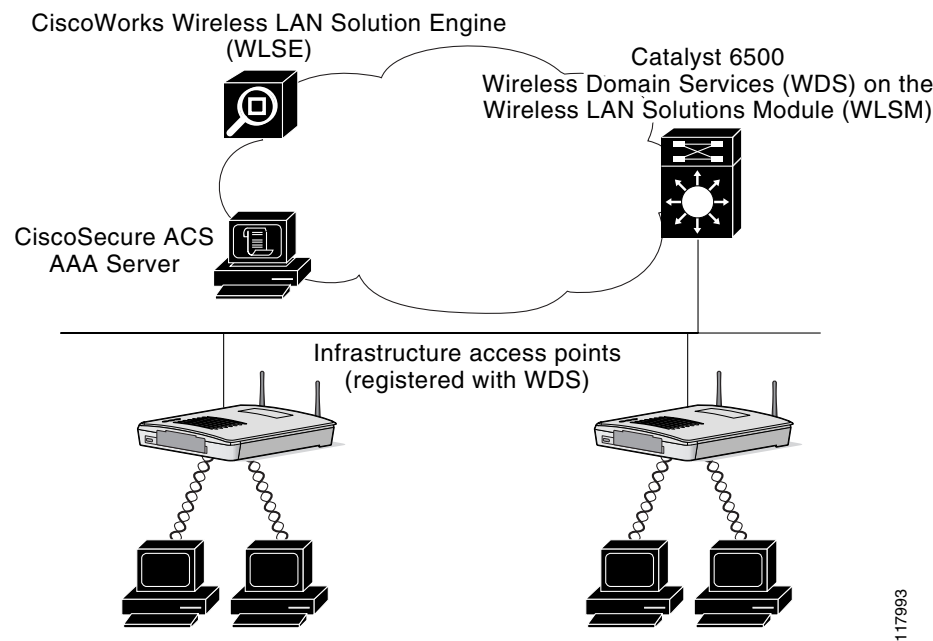 CiscoWorks Wireless LAN Solution Engine
(WLSE)
Catalyst 6500
Wireless Domain Services (WDS) on the
Wireless LAN Solutions Module (WLSM)
CiscoSecure ACS
AAA Server
Infrastructure access points
(registered with WDS)
117993